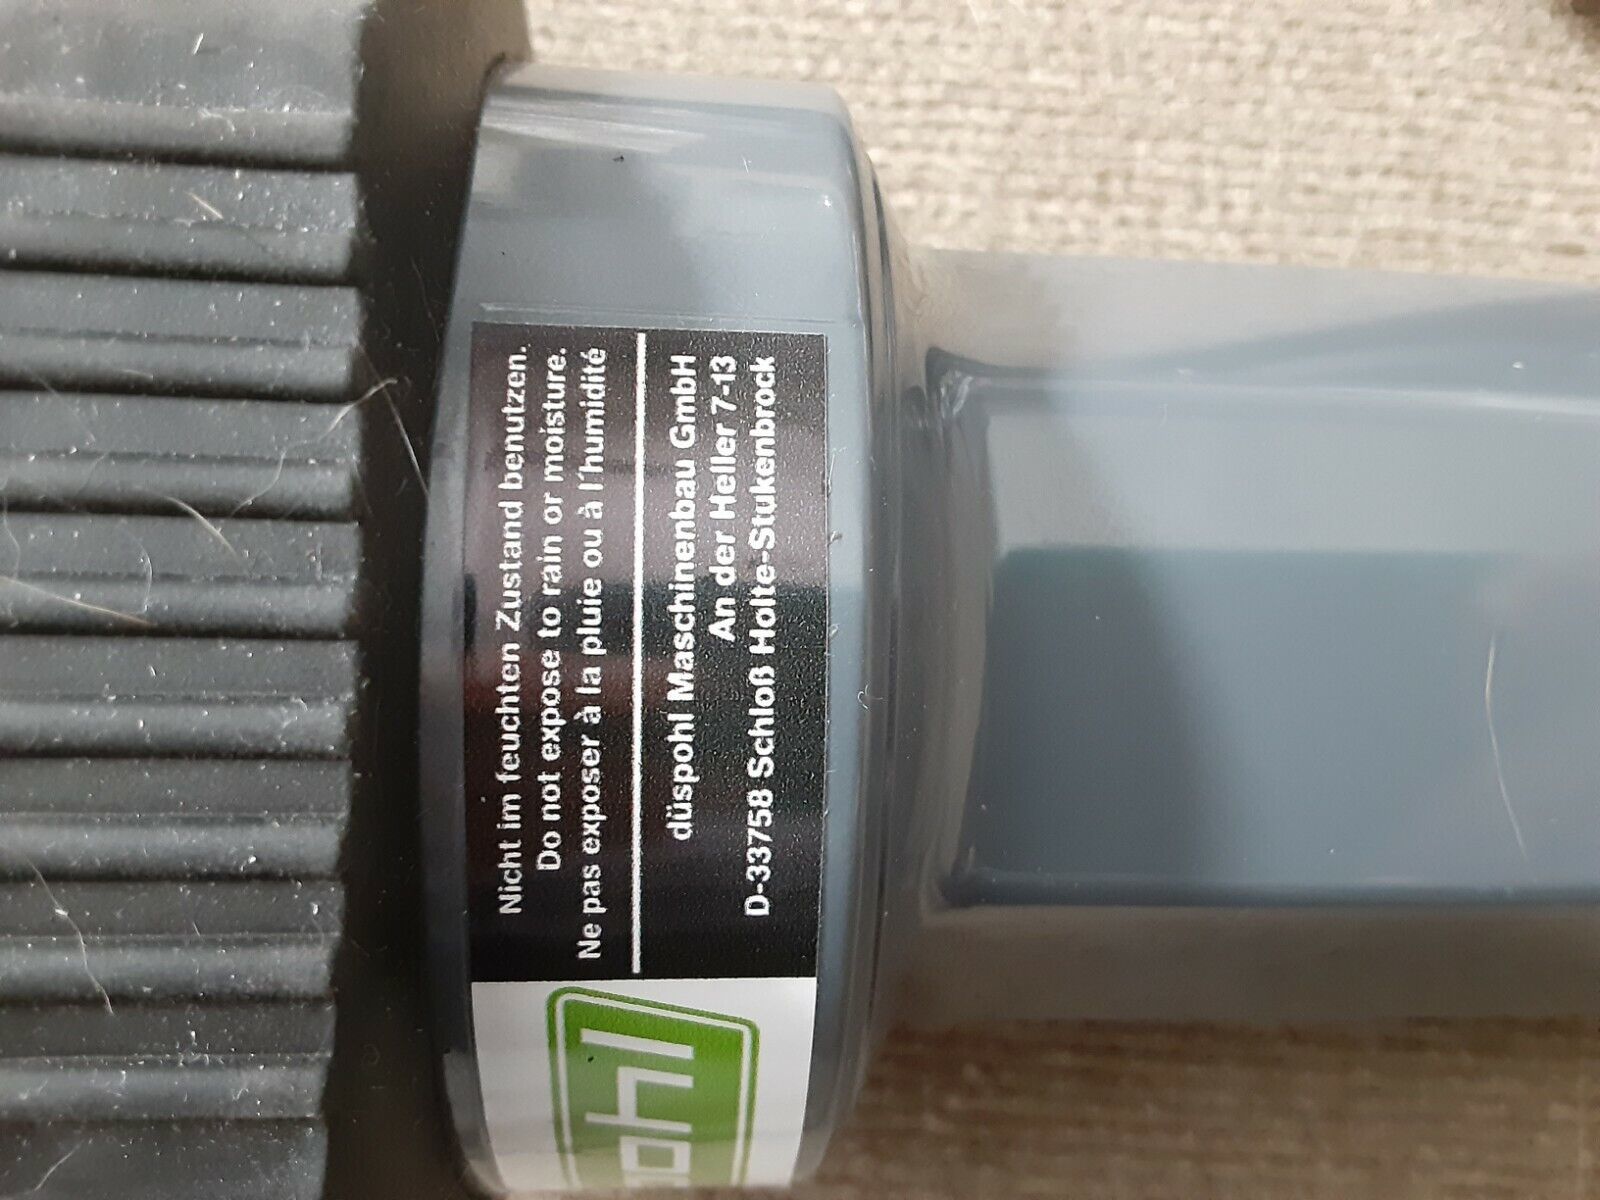 Nicht im feuchten Zustand benutzen.
Do not expose to rain or moisture.
Ne pas exposer à la pluie ou à l'humidité
düspohl Maschinenbau GmbH
An der Heller 7-13
D-33758 Schloß Holte-Stukenbrock